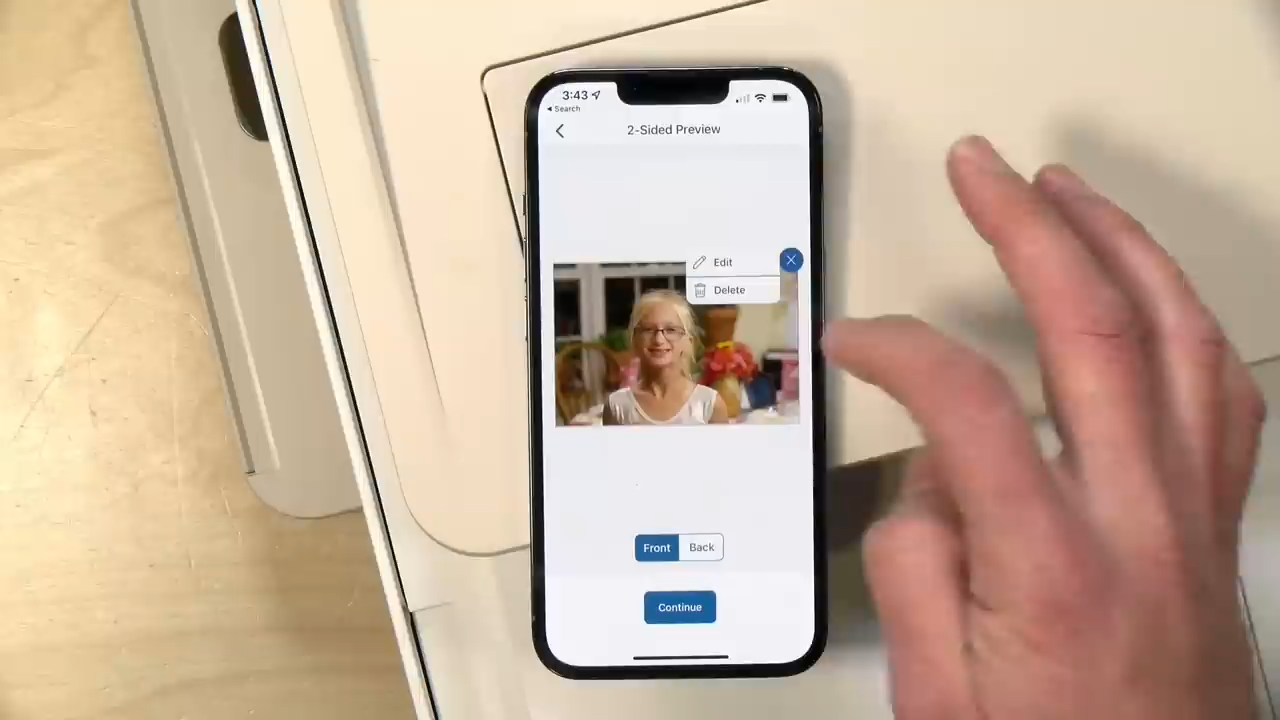 3:43
Search
2-Sided Preview
Edit
Delete
Front Back
Continue